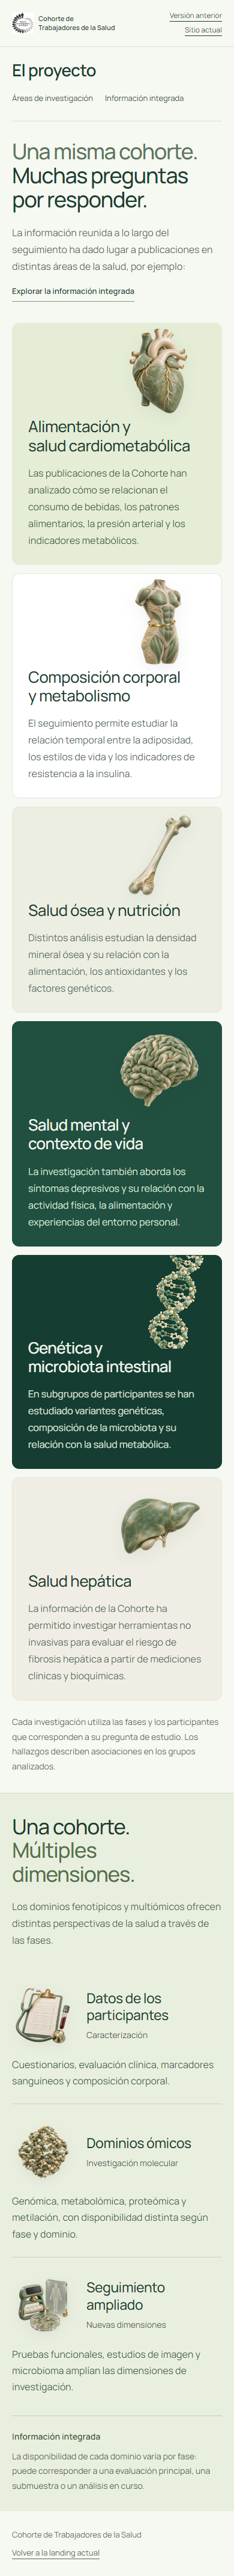 Cohorte de
Trabajadores de la Salud
Versión anterior
Sitio actual
El proyecto
Áreas de investigación
Información integrada
Una misma cohorte.
Muchas preguntas
por responder.
La información reunida a lo largo del
seguimiento ha dado lugar a publicaciones en
distintas áreas de la salud, por ejemplo:
Explorar la información integrada
Alimentación y
salud cardiometabólica
Las publicaciones de la Cohorte han
analizado cómo se relacionan el
consumo de bebidas, los patrones
alimentarios, la presión arterial y los
indicadores metabólicos.
Composición corporal
y metabolismo
El seguimiento permite estudiar la
relación temporal entre la adiposidad,
los estilos de vida y los indicadores de
resistencia a la insulina.
Salud ósea y nutrición
Distintos análisis estudian la densidad
mineral ósea y su relación con la
alimentación, los antioxidantes y los
factores genéticos.
Salud mental y
contexto de vida
La investigación también aborda los
síntomas depresivos y su relación con la
actividad física, la alimentación y
experiencias del entorno personal.
Genética y
microbiota intestinal
En subgrupos de participantes se han
estudiado variantes genéticas,
composición de la microbiota y su
relación con la salud metabólica.
Salud hepática
La información de la Cohorte ha
permitido investigar herramientas no
invasivas para evaluar el riesgo de
fibrosis hepática a partir de mediciones
clínicas y bioquímicas.
Cada investigación utiliza las fases y los participantes
que corresponden a su pregunta de estudio. Los
hallazgos describen asociaciones en los grupos
analizados.
Una cohorte.
Múltiples
dimensiones.
Los dominios fenotípicos y multiómicos ofrecen
distintas perspectivas de la salud a través de
las fases.
Datos de los
participantes
Caracterización
Cuestionarios, evaluación clínica, marcadores
sanguíneos y composición corporal.
Dominios ómicos
Investigación molecular
Genómica, metabolómica, proteómica y
metilación, con disponibilidad distinta según
fase y dominio.
Seguimiento
ampliado
Nuevas dimensiones
Pruebas funcionales, estudios de imagen y
microbioma amplían las dimensiones de
investigación.
Información integrada
La disponibilidad de cada dominio varía por fase:
puede corresponder a una evaluación principal, una
submuestra o un análisis en curso.
Cohorte de Trabajadores de la Salud
Volver a la landing actual